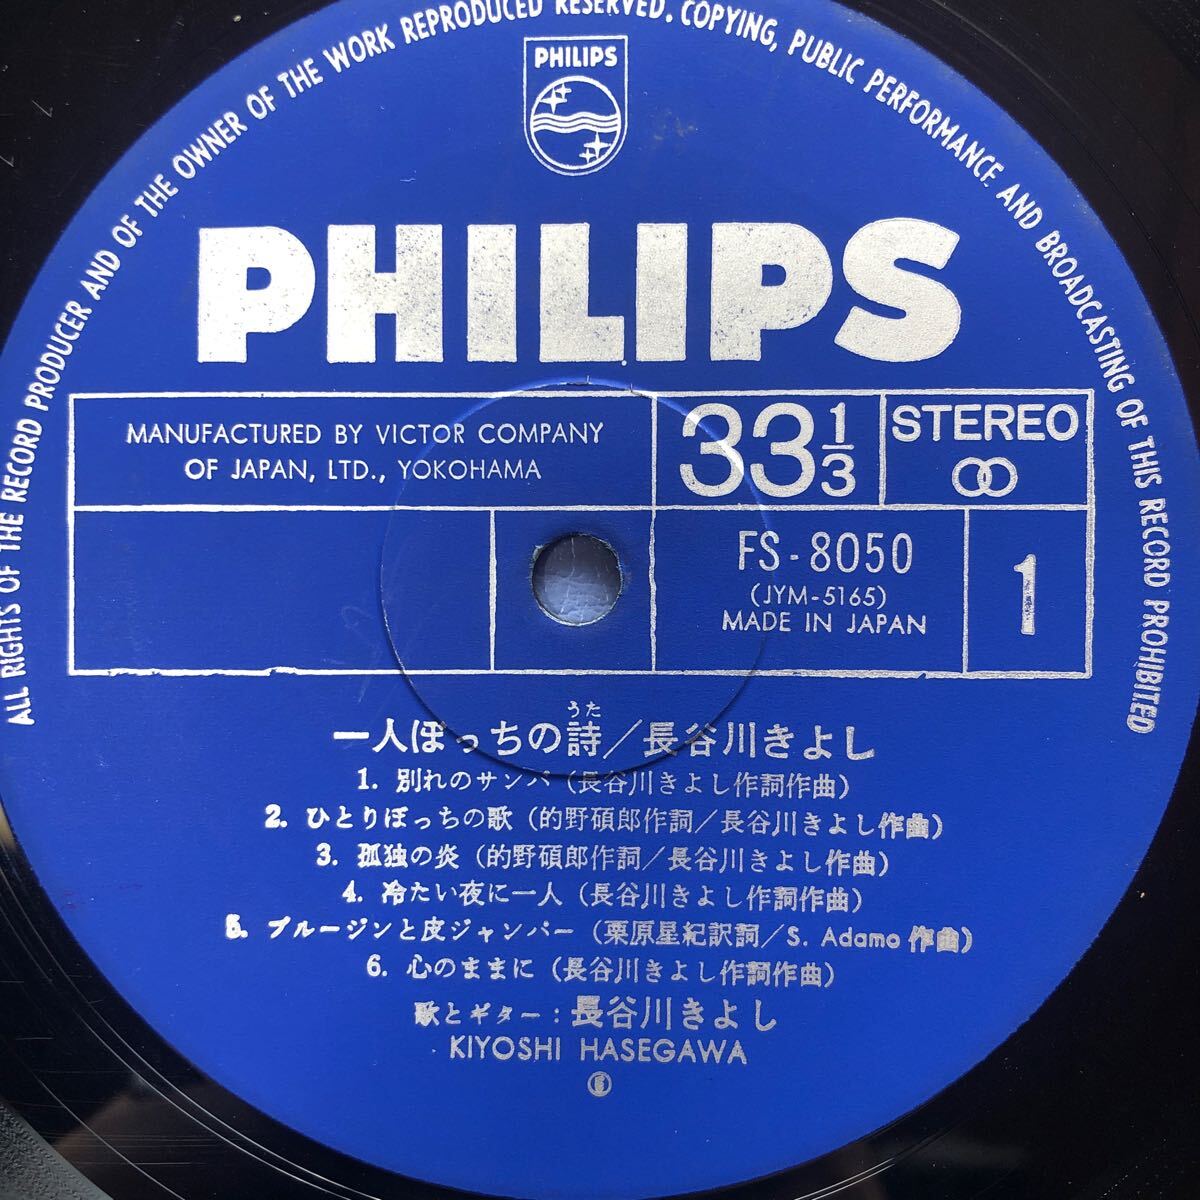 ALL RIGHTS OF THE RECORD PRODUCER AND OF THE OWNER OF THE WORK REPRODUCED RESERVED. COPYING, PUBLIC PERFORMANCE AND BROADCASTING OF THIS RECORD PROHIBITED
PHILIPS
PHILIPS
MANUFACTURED BY VICTOR COMPANY
OF JAPAN, LTD., YOKOHAMA
33 1/3
STEREO
FS-8050
(JYM-5165)
MADE IN JAPAN
1
うた
一人ぼっちの詩/長谷川きよし
1. 別れのサンバ (長谷川きよし作詞作曲)
2. ひとりぼっちの歌 (的野碩郎作詞/長谷川きよし作曲)
3. 孤独の炎 (的野碩郎作詞/長谷川きよし作曲)
4. 冷たい夜に一人 (長谷川きよし作詞作曲)
5. ブルージンと皮ジャンパー (栗原星紀訳詞/S. Adamo 作曲)
6. 心のままに (長谷川きよし作詞作曲)
歌とギター:長谷川きよし
KIYOSHI HASEGAWA